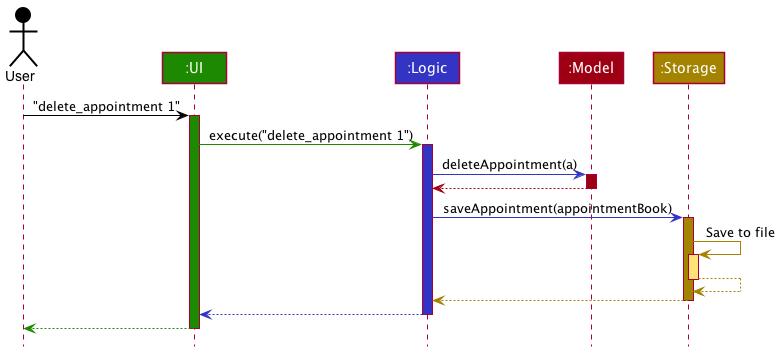 User
:UI
:Logic
:Model
:Storage
"delete_appointment 1"
execute("delete_appointment 1")
deleteAppointment(a)
saveAppointment(appointmentBook)
Save to file